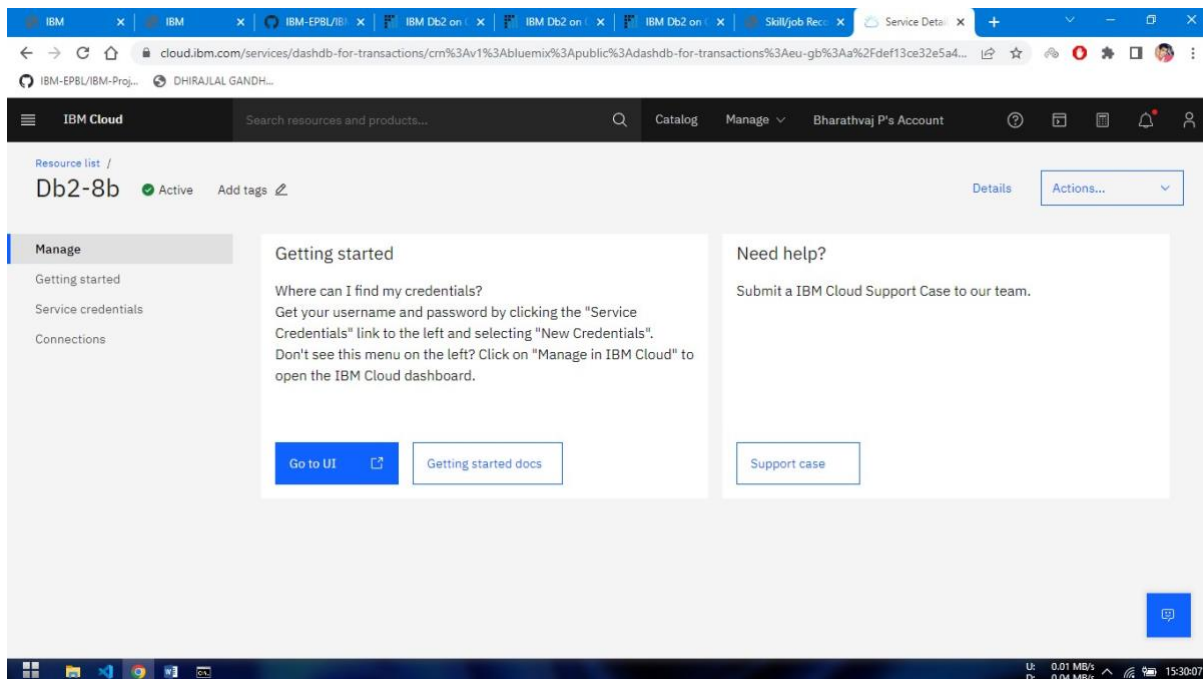 IBM
IBM
IBM-EPBL/IB
IBM Db2 on
IBM Db2 on
IBM Db2 on
Skill/job Reco
Service Detai
cloud.ibm.com/services/dashdb-for-transactions/crn%3Av1%3Abluemix%3Apublic%3Adashdb-for-transactions%3Aeu-gb%3Aa%2Fdef13ce32e5a4...
IBM-EPBL/IBM-Proj...
DHIRAJLAL GANDH...
IBM Cloud
Search resources and products...
Catalog
Manage
Bharathvaj P's Account
Resource list /
Db2-8b
Active
Add tags
Details
Actions...
Manage
Getting started
Service credentials
Connections
Getting started
Where can I find my credentials?
Get your username and password by clicking the "Service
Credentials" link to the left and selecting "New Credentials".
Don't see this menu on the left? Click on "Manage in IBM Cloud" to
open the IBM Cloud dashboard.
Go to UI
Getting started docs
Need help?
Submit a IBM Cloud Support Case to our team.
Support case
U: 0.01 MB/s
D: 0.04 MB/s
15:30:07